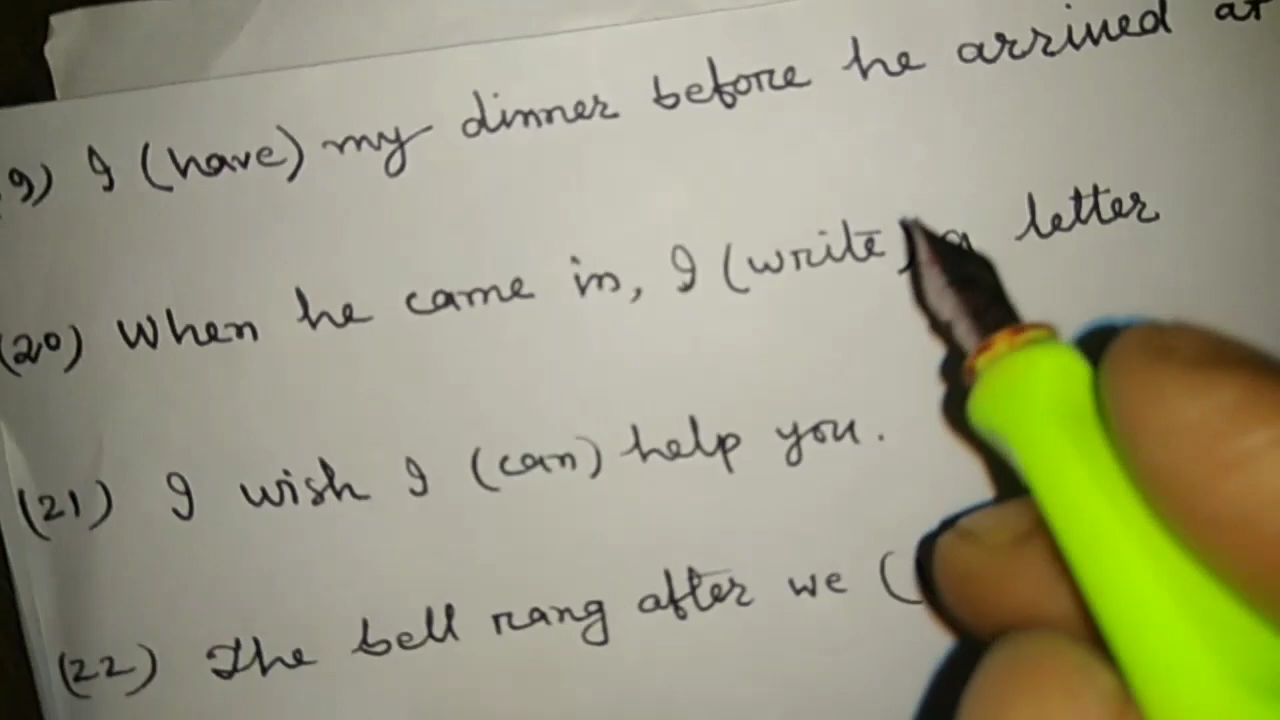 9) I (have) my dinner before he arrived at
(20) When he came in, I (write) a letter
(21) I wish I (can) help you.
(22) The bell rang after we (